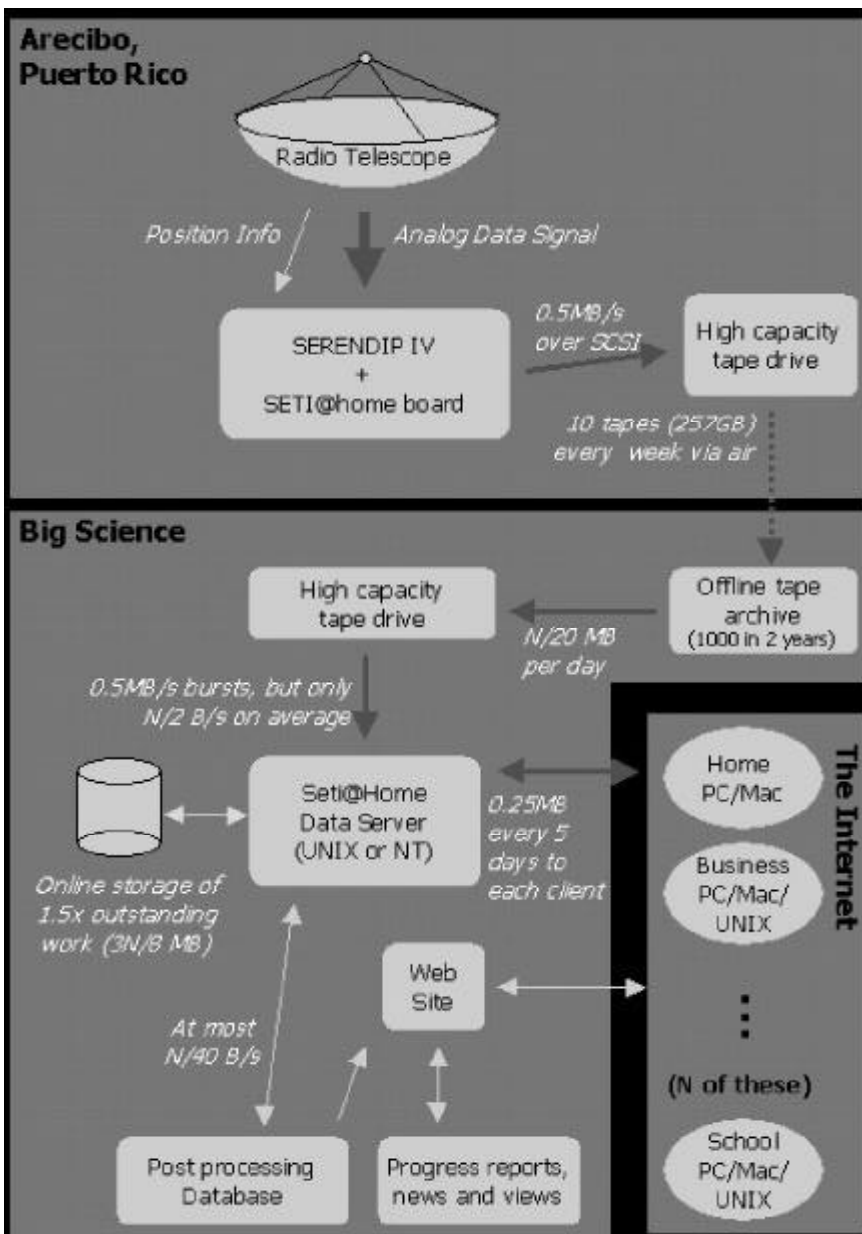 Arecibo,
Puerto Rico
Radio Telescope
Position Info
Analog Data Signal
SERENDIP IV
+
SETI@home board
0.5MB/s
over SCSI
High capacity
tape drive
10 tapes (257GB)
every week via air
Big Science
High capacity
tape drive
Offline tape
archive
(1000 in 2 years)
N/20 MB
per day
0.5MB/s bursts, but only
N/2 B/s on average
Seti@Home
Data Server
(UNIX or NT)
0.25MB
every 5
days to
each client
Online storage of
1.5x outstanding
work (3N/8 MB)
The Internet
Home
PC/Mac
Business
PC/Mac/
UNIX
(N of these)
School
PC/Mac/
UNIX
Web
Site
At most
N/40 B/s
Post processing
Database
Progress reports,
news and views